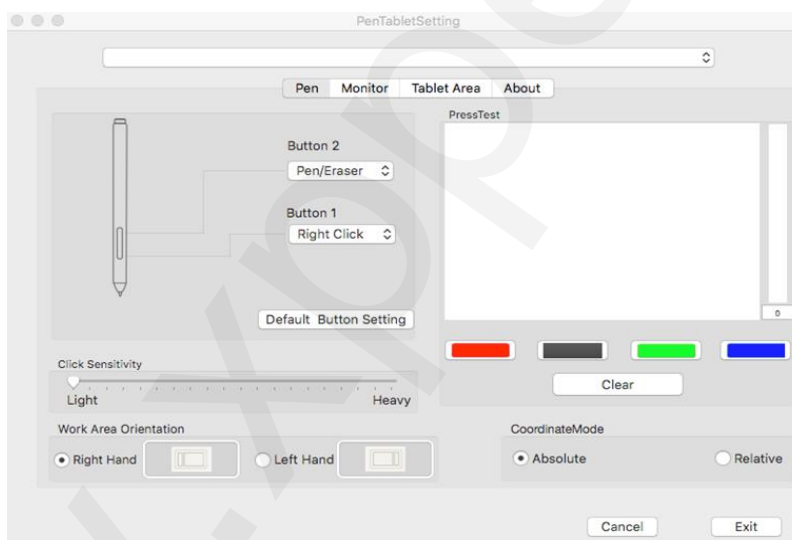 PenTabletSetting
Pen Monitor Tablet Area About
PressTest
Button 2
Pen/Eraser
Button 1
Right Click
Default Button Setting
0
Click Sensitivity
Light Heavy
Clear
Work Area Orientation
Right Hand Left Hand
CoordinateMode
Absolute Relative
Cancel Exit